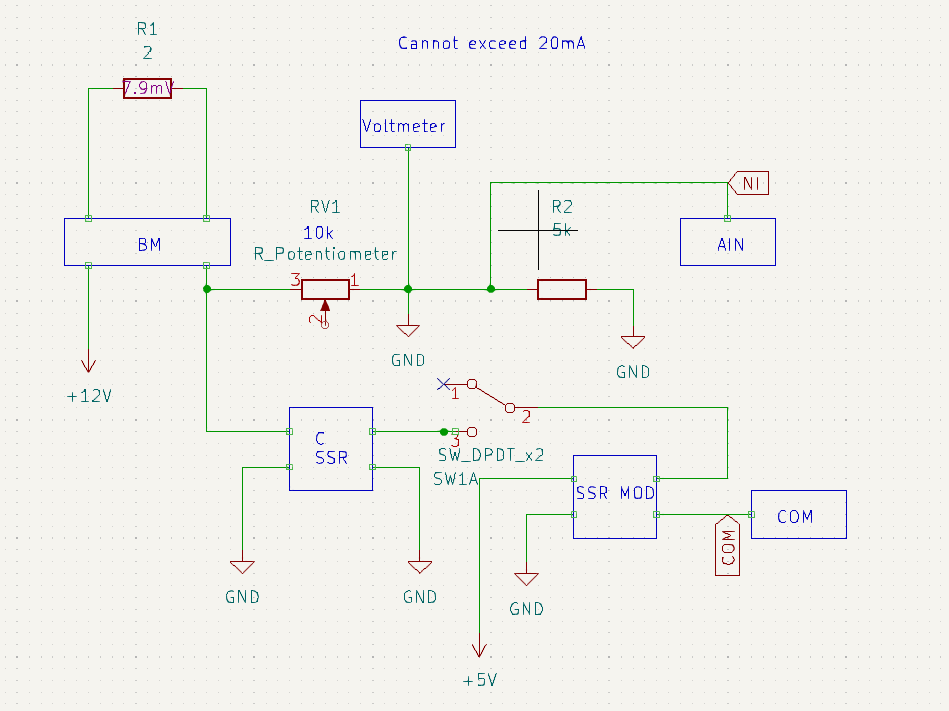 R1
2
7.9mV
Cannot exceed 20mA
Voltmeter
NI
BM
RV1
10k
R_Potentiometer
3
1
2
R2
5k
AIN
GND
GND
+12V
1
2
3
SW_DPDT_x2
SW1A
C
SSR
SSR MOD
COM
COM
GND
GND
GND
+5V